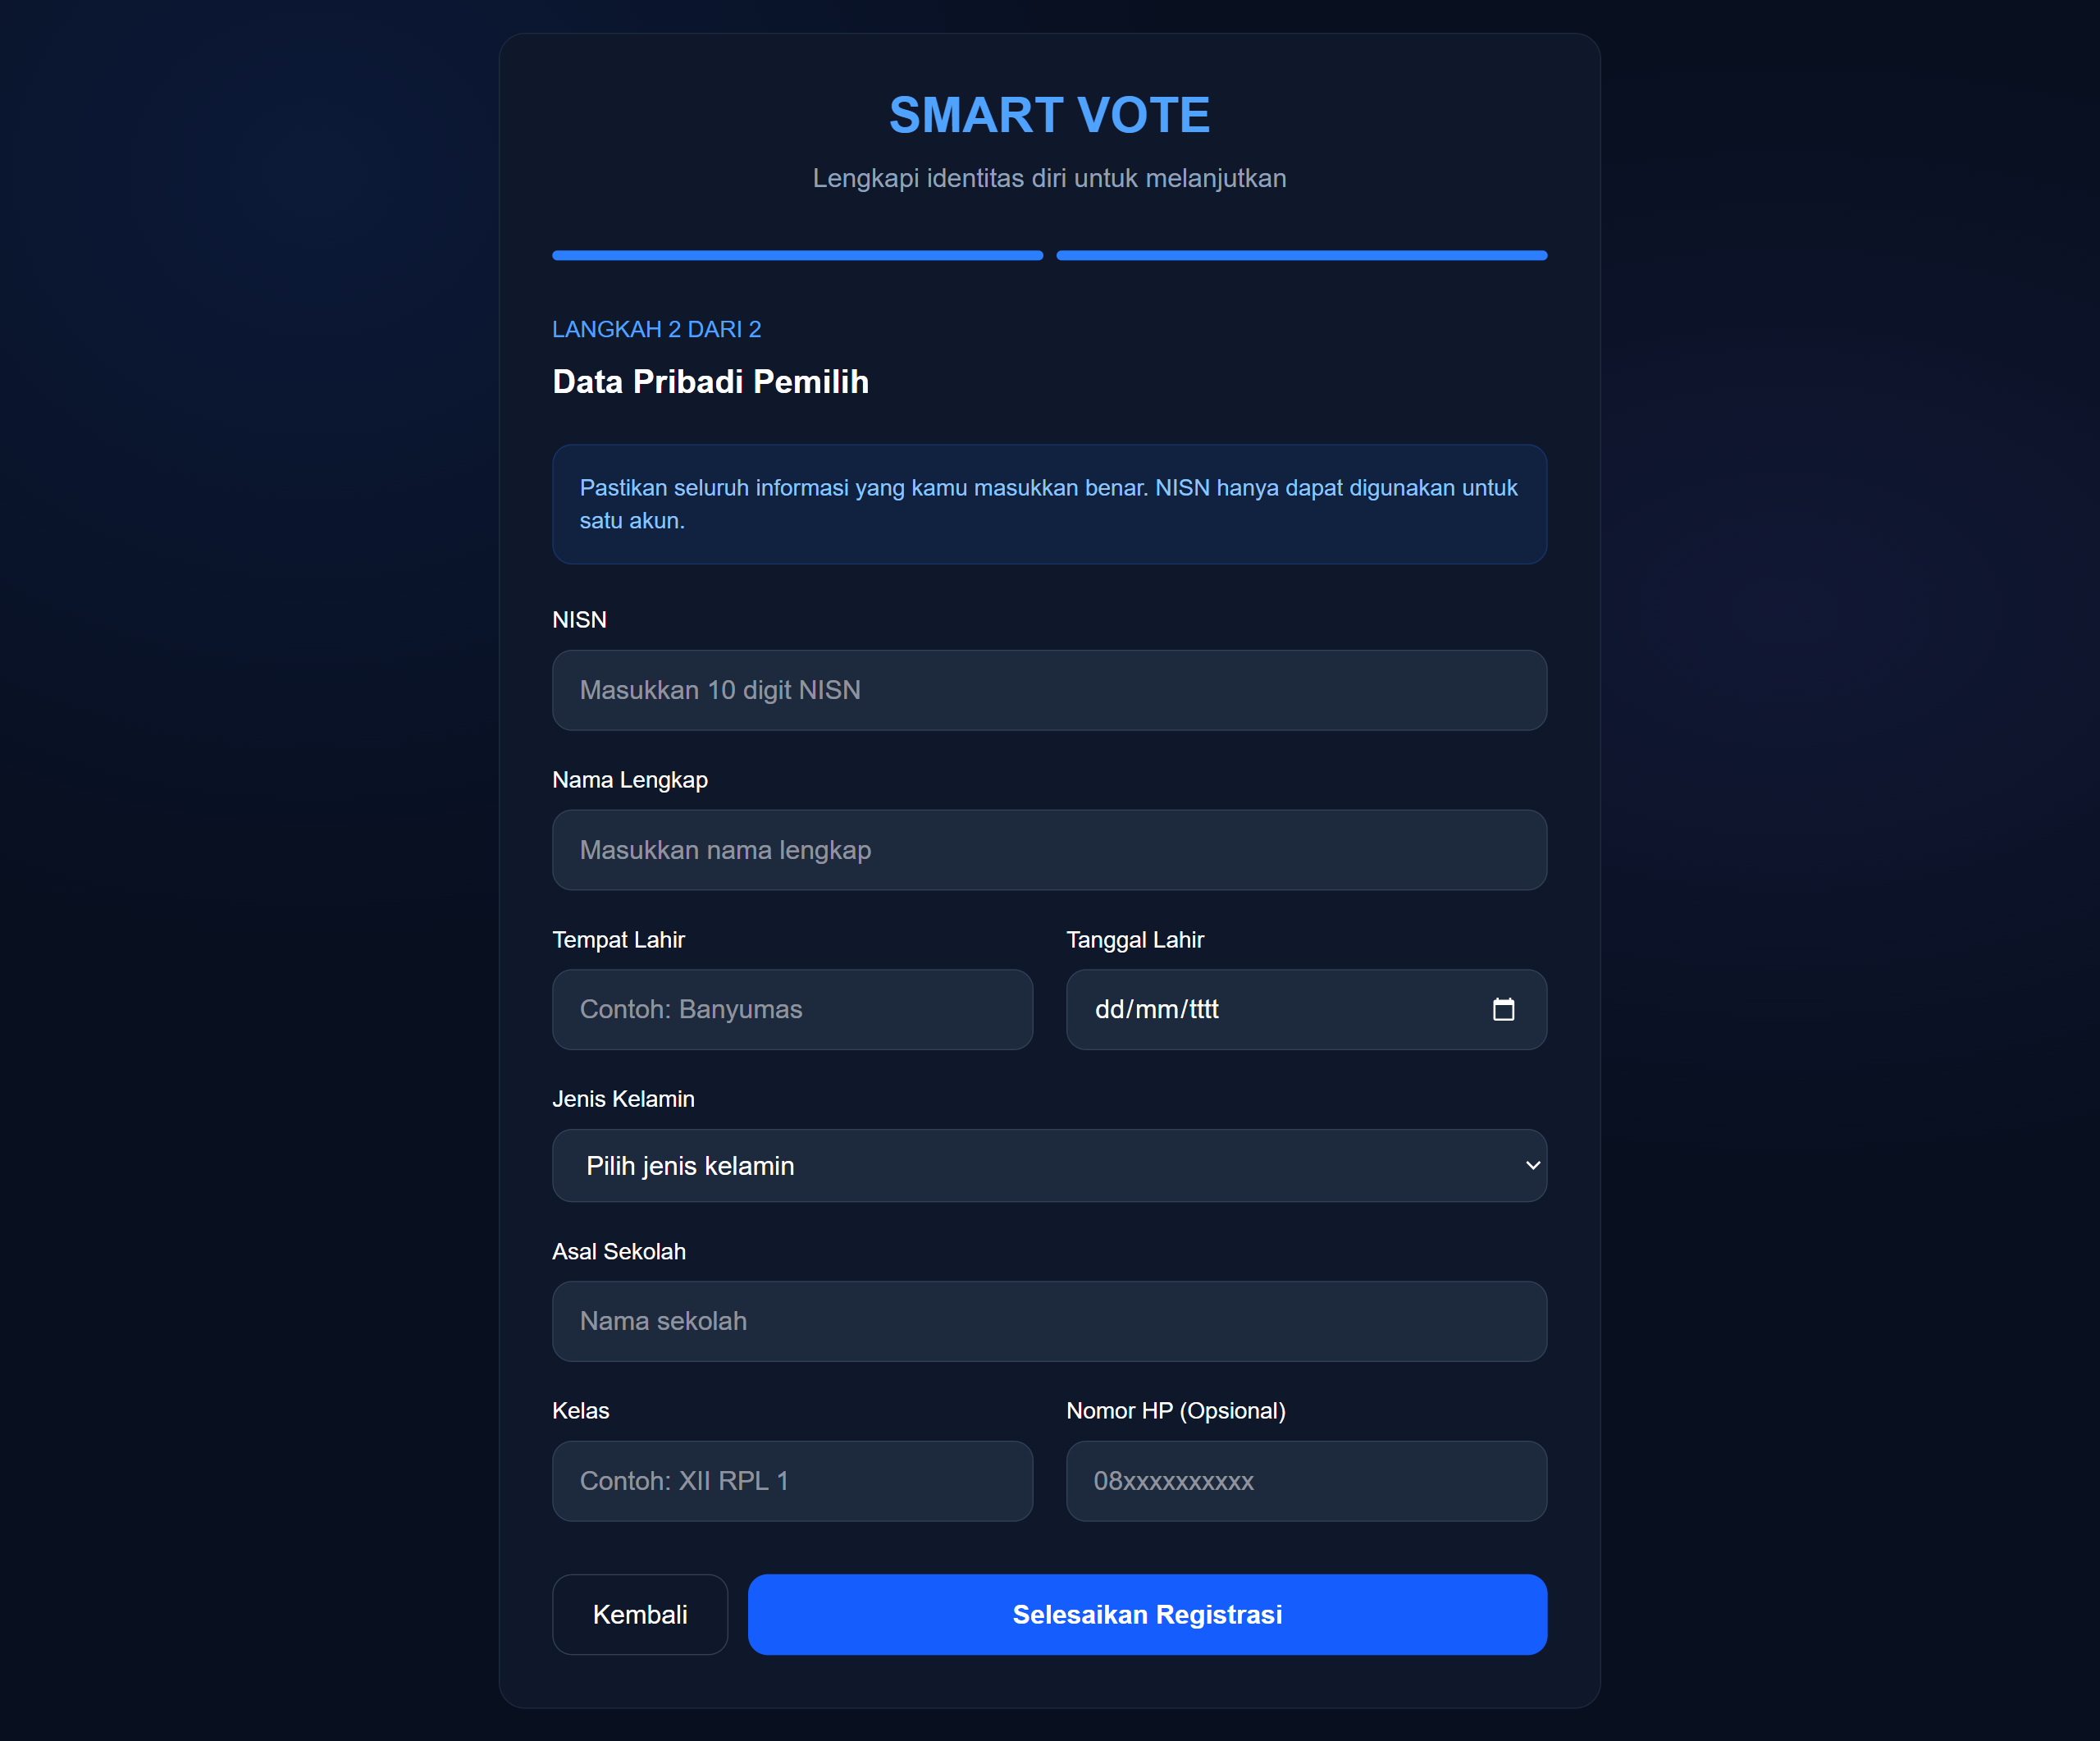 SMART VOTE
Lengkapi identitas diri untuk melanjutkan
LANGKAH 2 DARI 2
Data Pribadi Pemilih
Pastikan seluruh informasi yang kamu masukkan benar. NISN hanya dapat digunakan untuk
satu akun.
NISN
Masukkan 10 digit NISN
Nama Lengkap
Masukkan nama lengkap
Tempat Lahir
Contoh: Banyumas
Tanggal Lahir
dd/mm/tttt
Jenis Kelamin
Pilih jenis kelamin
Asal Sekolah
Nama sekolah
Kelas
Contoh: XII RPL 1
Nomor HP (Opsional)
08xxxxxxxxxx
Kembali
Selesaikan Registrasi